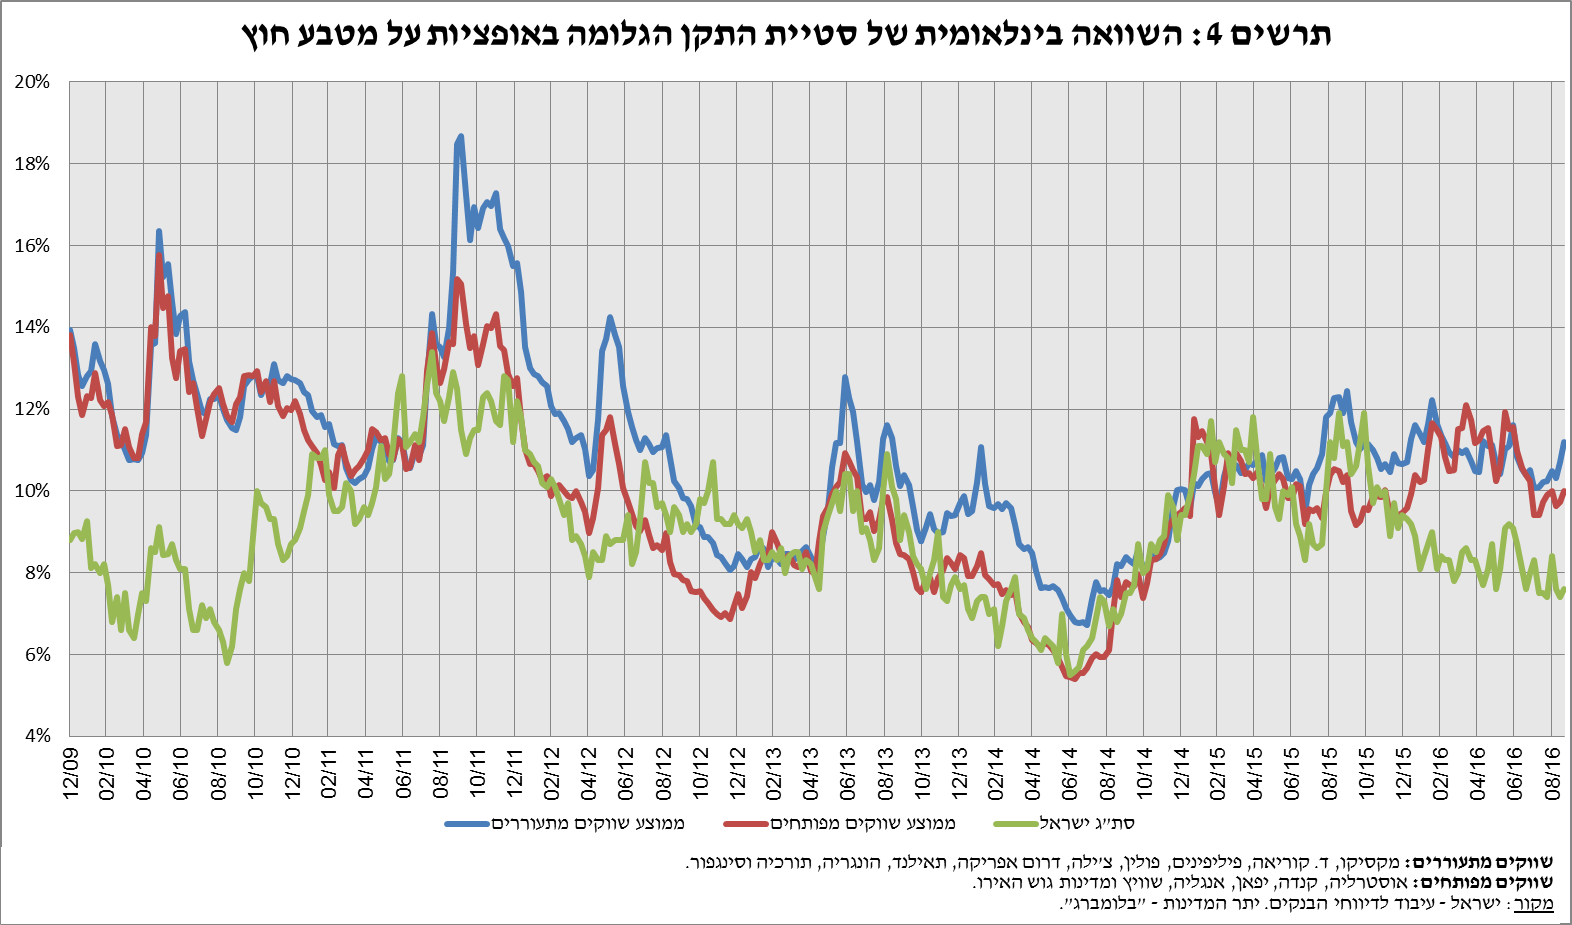 תרשים 4: השוואה בינלאומית של סטיית התקן הגלומה באופציות על מטבע חוץ
20%
18%
16%
14%
12%
10%
8%
6%
4%
12/09 02/10 04/10 06/10 08/10 10/10 12/10 02/11 04/11 06/11 08/11 10/11 12/11 02/12 04/12 06/12 08/12 10/12 12/12 02/13 04/13 06/13 08/13 10/13 12/13 02/14 04/14 06/14 08/14 10/14 12/14 02/15 04/15 06/15 08/15 10/15 12/15 02/16 04/16 06/16 08/16
ממוצע שווקים מתעוררים ממוצע שווקים מפותחים סת״ג ישראל
שווקים מתעוררים: מקסיקו, ד. קוריאה, פיליפינים, פולין, צ׳ילה, דרום אפריקה, תאילנד, הונגריה, תורכיה וסינגפור.
שווקים מפותחים: אוסטרליה, קנדה, יפאן, אנגליה, שוויץ ומדינות גוש האירו.
מקור: ישראל - עיבוד לדיווחי הבנקים. יתר המדינות - ״בלומברג״.